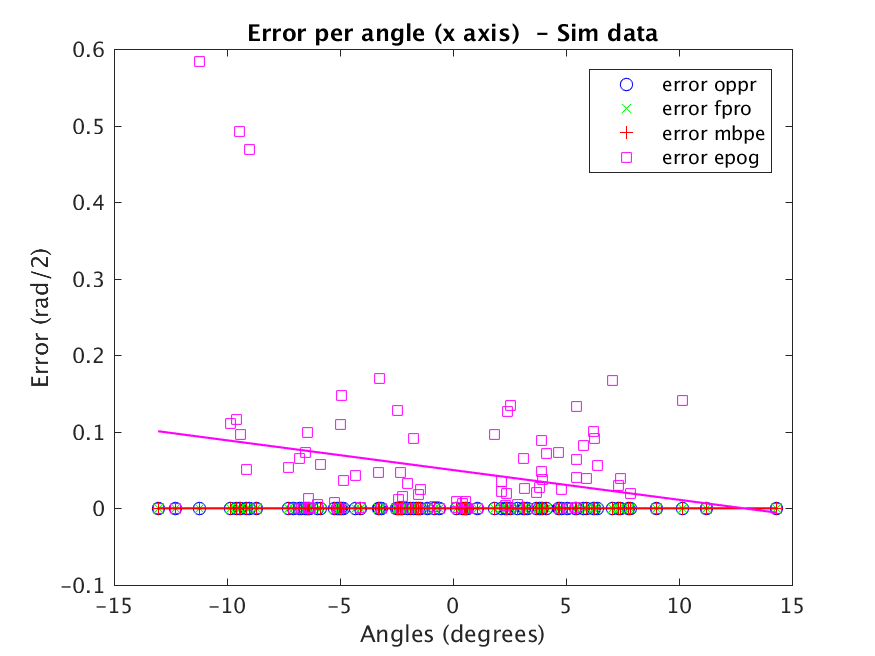 Error per angle (x axis)  - Sim data
0.6
0.5
0.4
0.3
0.2
0.1
0
-0.1
Error (rad/2)
error oppr
error fpro
error mbpe
error epog
-15 -10 -5 0 5 10 15
Angles (degrees)